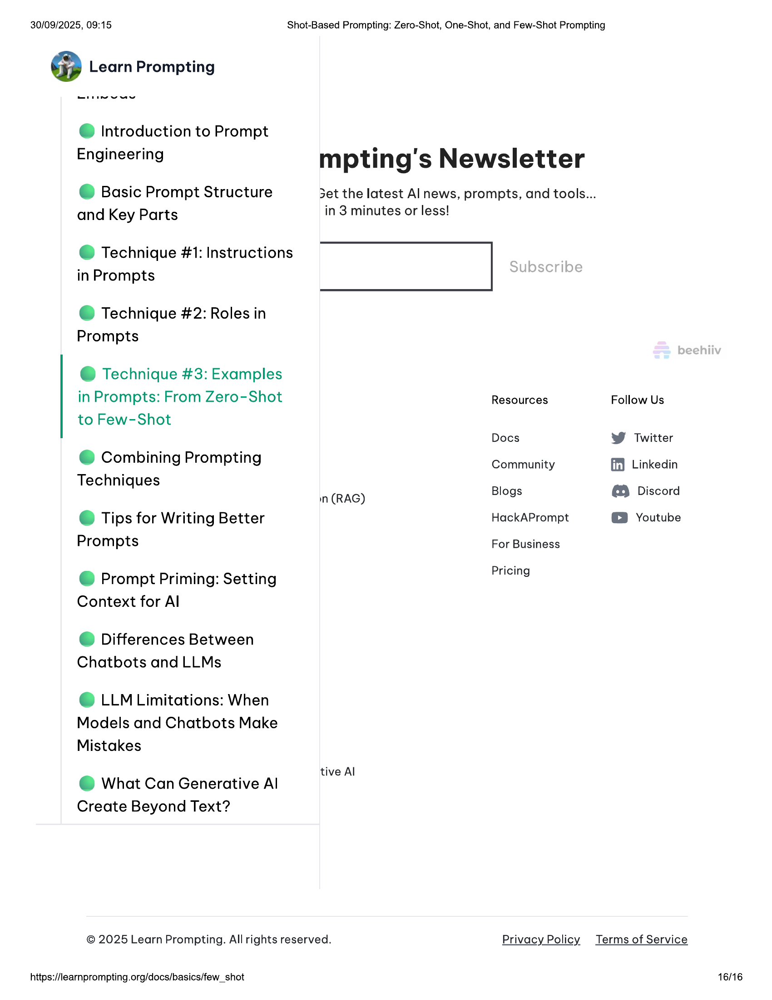 30/09/2025, 09:15
Shot-Based Prompting: Zero-Shot, One-Shot, and Few-Shot Prompting
Learn Prompting
Introduction to Prompt
Engineering
Basic Prompt Structure
and Key Parts
Technique #1: Instructions
in Prompts
Technique #2: Roles in
Prompts
Technique #3: Examples
in Prompts: From Zero-Shot
to Few-Shot
Combining Prompting
Techniques
Tips for Writing Better
Prompts
Prompt Priming: Setting
Context for AI
Differences Between
Chatbots and LLMs
LLM Limitations: When
Models and Chatbots Make
Mistakes
What Can Generative AI
Create Beyond Text?
mpting's Newsletter
Get the latest AI news, prompts, and tools...
in 3 minutes or less!
Subscribe
beehiiv
n (RAG)
tive AI
Resources
Docs
Community
Blogs
HackAPrompt
For Business
Pricing
Follow Us
Twitter
Linkedin
Discord
Youtube
© 2025 Learn Prompting. All rights reserved.
Privacy Policy
Terms of Service
https://learnprompting.org/docs/basics/few_shot
16/16